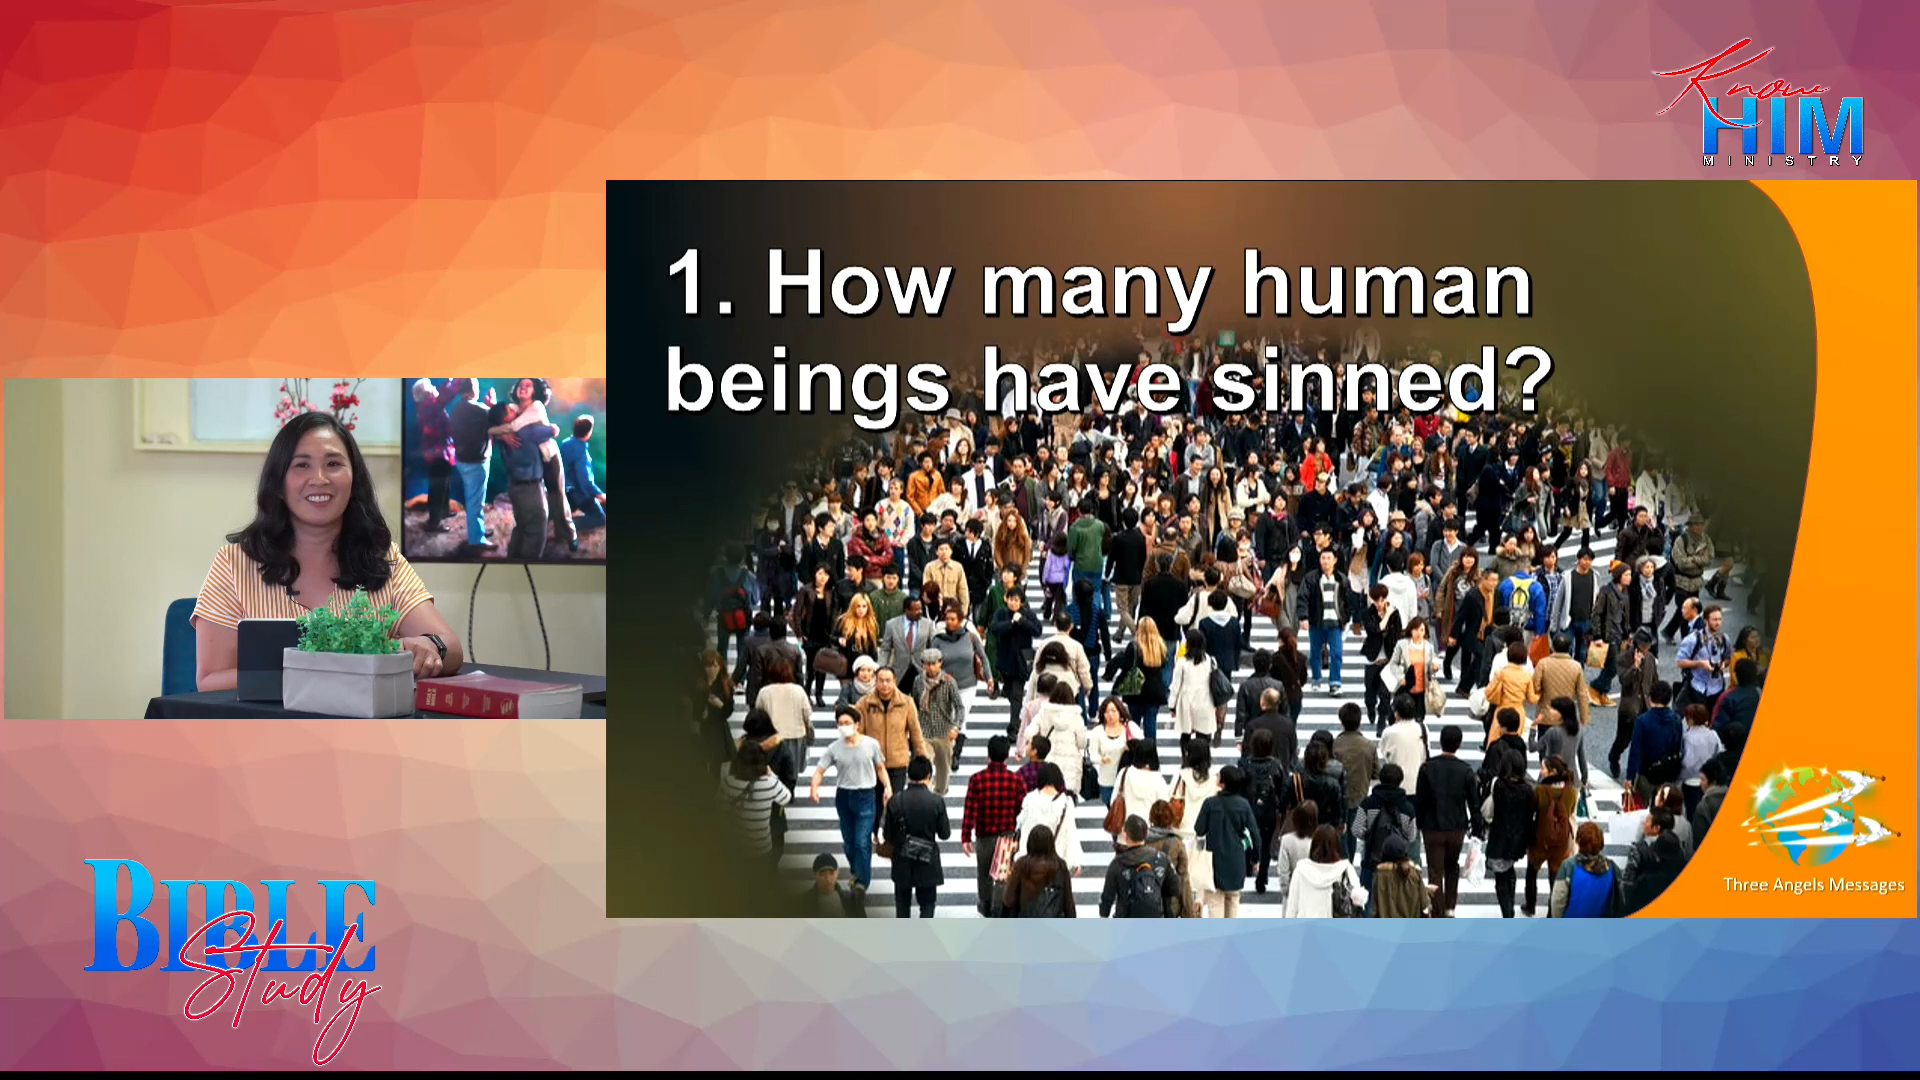 Know
HIM
MINISTRY
1. How many human
beings have sinned?
Three Angels Messages
BIBLE
Study